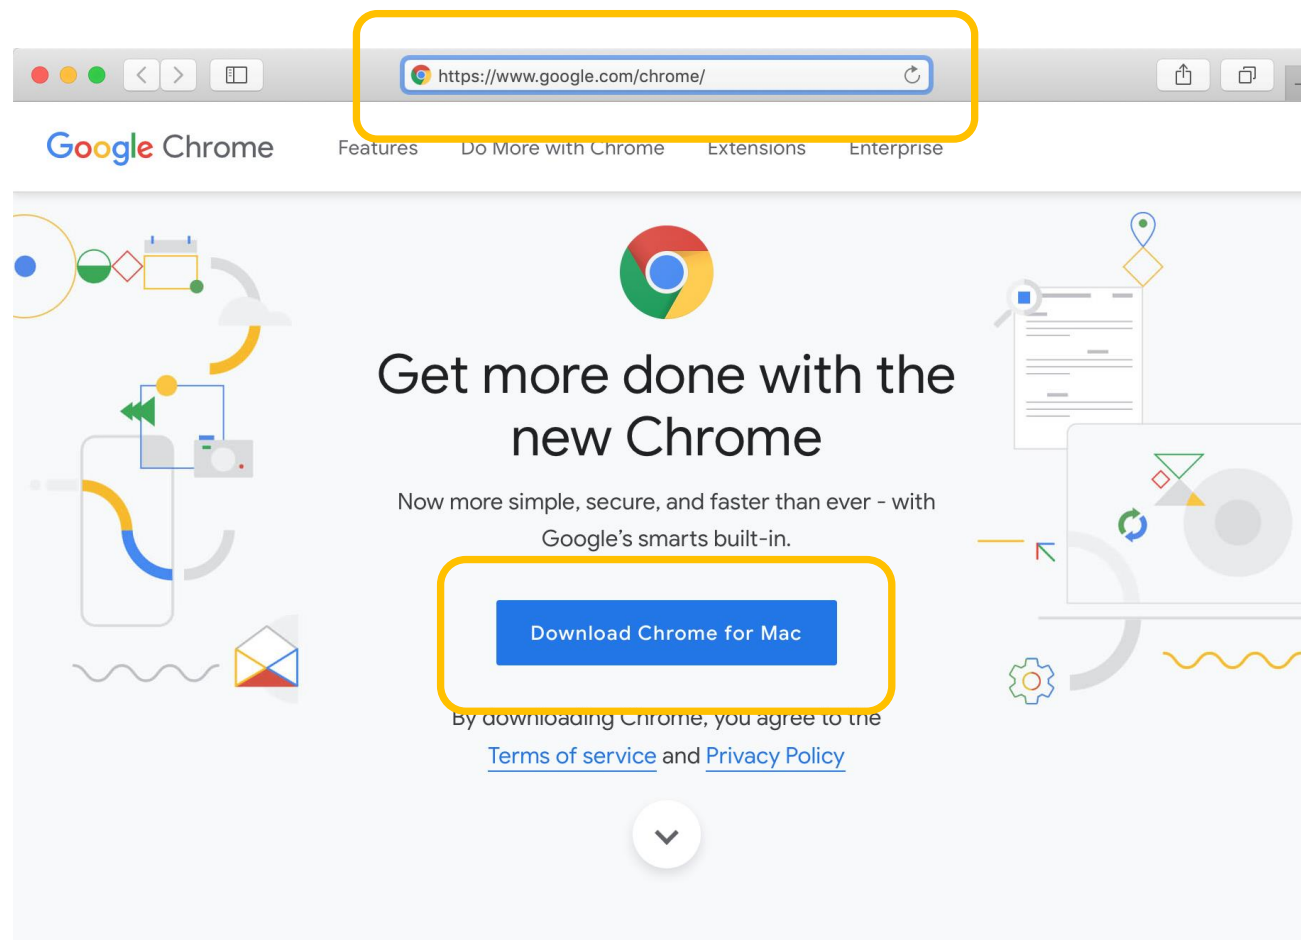 https://www.google.com/chrome/
Google Chrome Features Do More with Chrome Extensions Enterprise
Get more done with the
new Chrome
Now more simple, secure, and faster than ever - with
Google's smarts built-in.
Download Chrome for Mac
By downloading Chrome, you agree to the
Terms of service and Privacy Policy